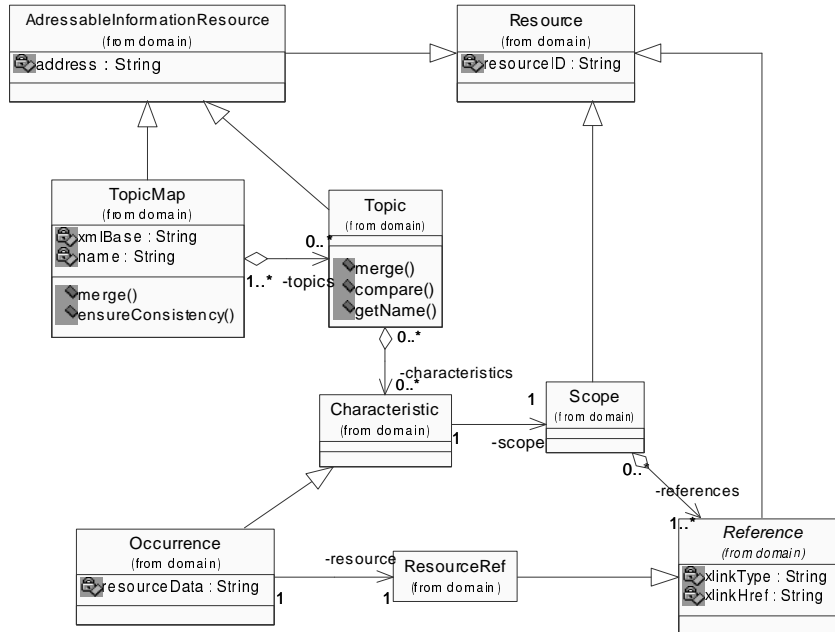 AdressableInformationResource
(from domain)
address : String
Resource
(from domain)
resourceID : String
TopicMap
(from domain)
xmlBase : String
name : String
merge()
ensureConsistency()
Topic
(from domain)
merge()
compare()
getName()
0..*
1..*
-topics
0..*
-characteristics
0..*
Characteristic
(from domain)
1
1
-scope
Scope
(from domain)
0..*
-references
1..*
Occurrence
(from domain)
resourceData : String
-resource
1
1
ResourceRef
(from domain)
Reference
(from domain)
xlinkType : String
xlinkHref : String